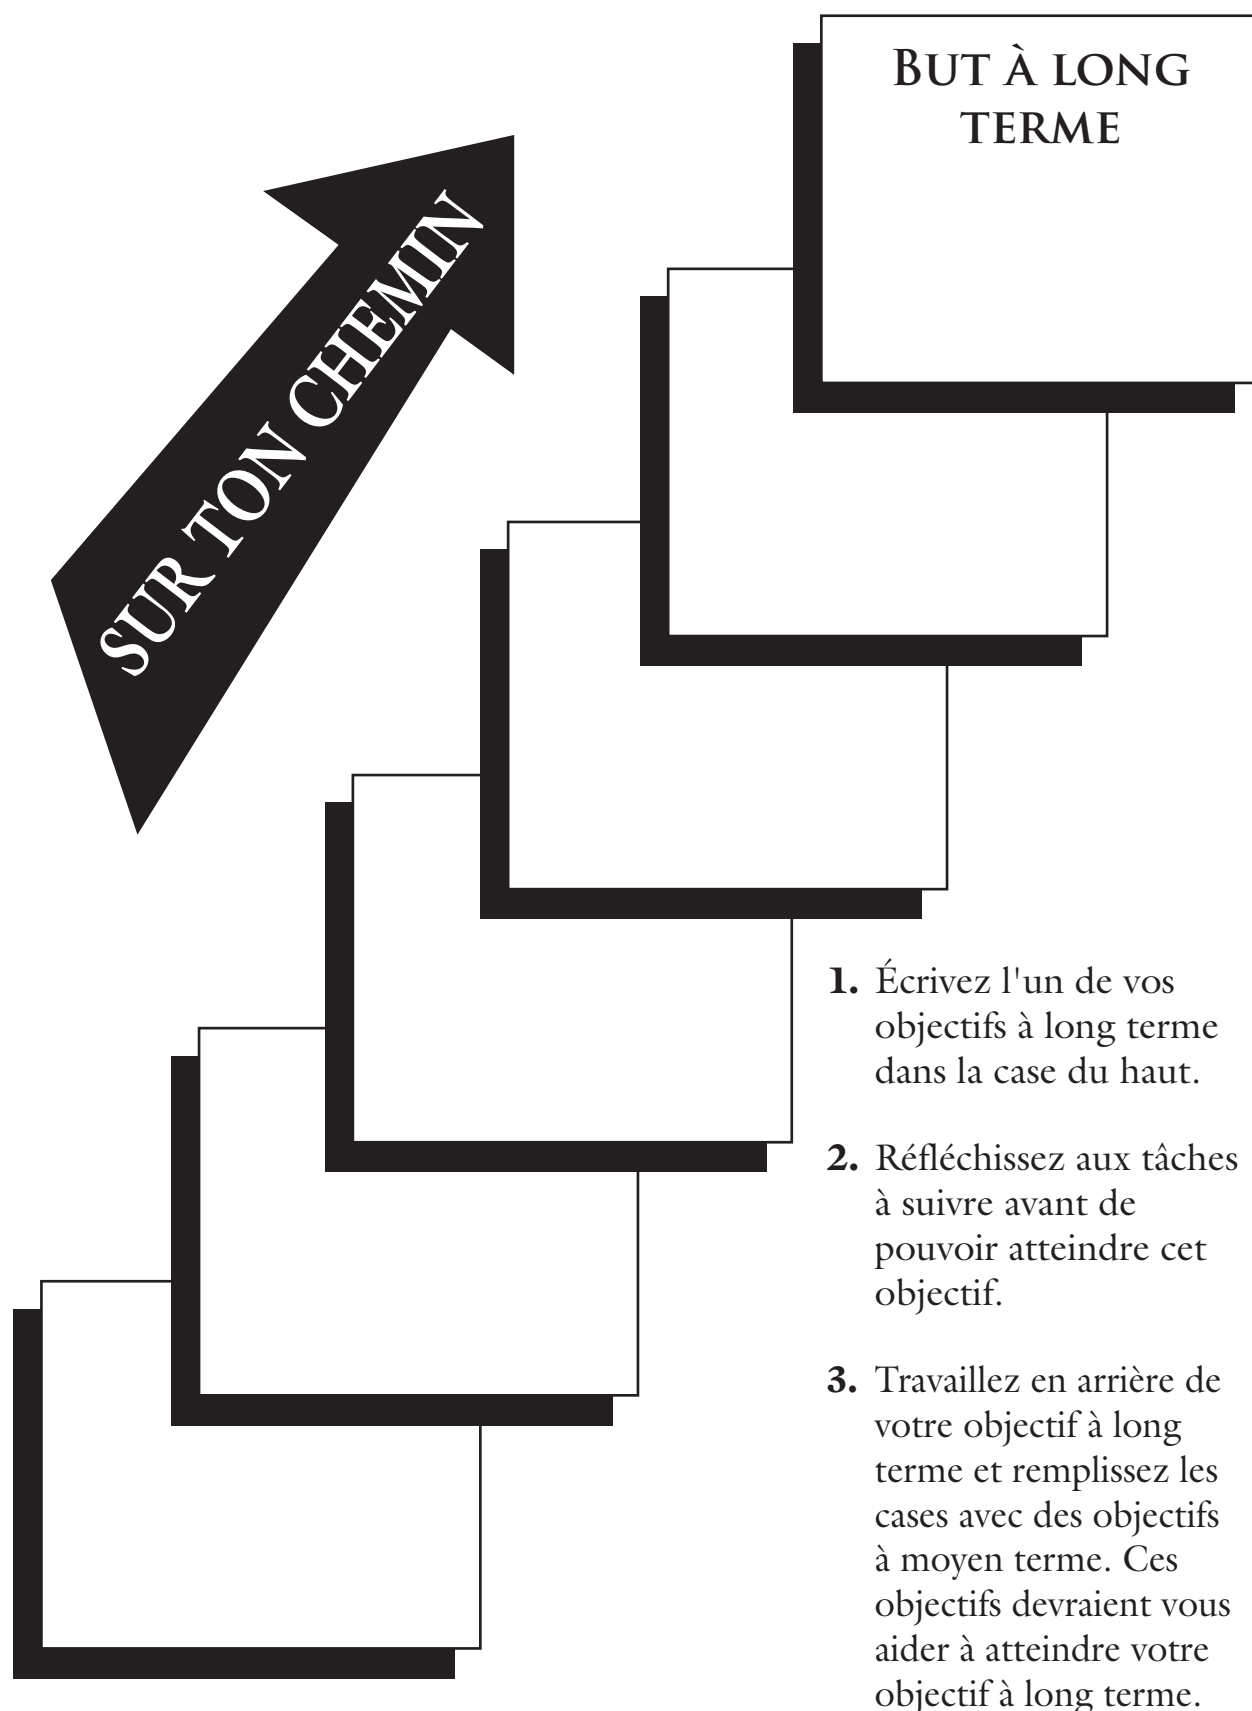 BUT À LONG
TERME
SUR TON CHEMIN
1. Écrivez l'un de vos
objectifs à long terme
dans la case du haut.
2. Réfléchissez aux tâches
à suivre avant de
pouvoir atteindre cet
objectif.
3. Travaillez en arrière de
votre objectif à long
terme et remplissez les
cases avec des objectifs
à moyen terme. Ces
objectifs devraient vous
aider à atteindre votre
objectif à long terme.